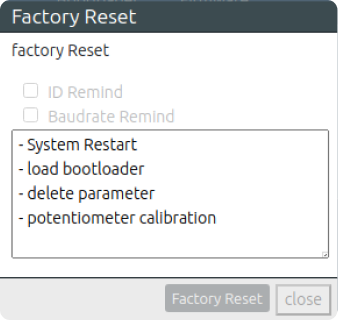 Factory Reset
factory Reset
ID Remind
Baudrate Remind
- System Restart
- load bootloader
- delete parameter
- potentiometer calibration
Factory Reset
close